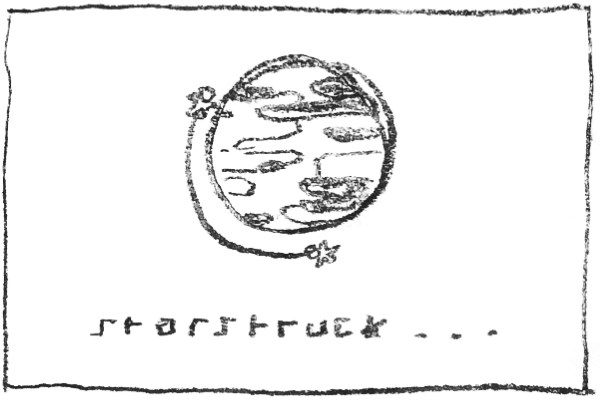 starstruck . . .